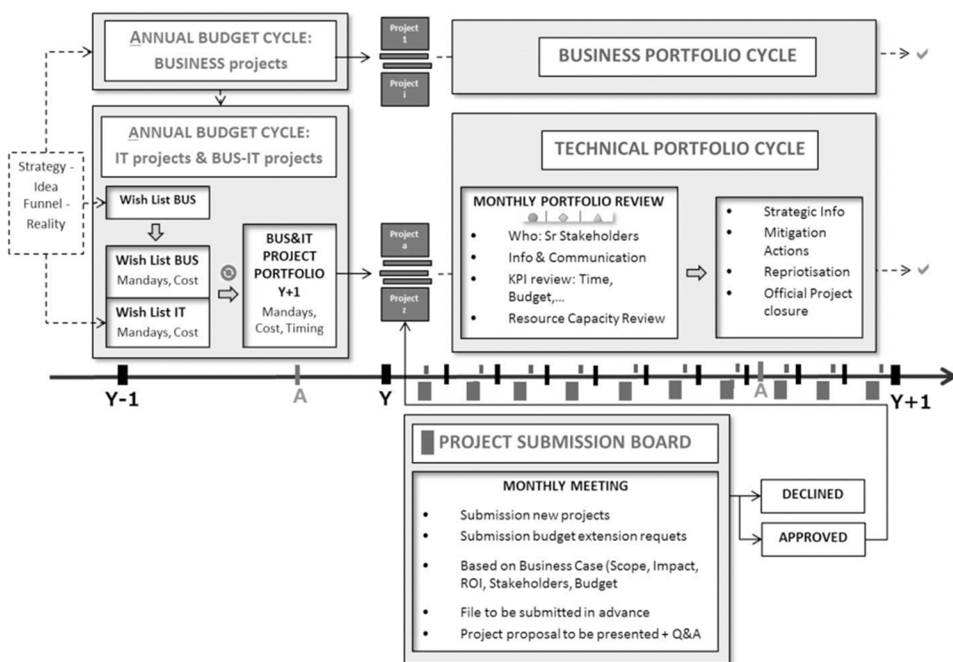 ANNUAL BUDGET CYCLE:
BUSINESS projects
Project
1
Project
i
BUSINESS PORTFOLIO CYCLE
Strategy -
Idea
Funnel -
Reality
ANNUAL BUDGET CYCLE:
IT projects & BUS-IT projects
Wish List BUS
Wish List BUS
Mandays, Cost
Wish List IT
Mandays, Cost
BUS&IT
PROJECT
PORTFOLIO
Y+1
Mandays,
Cost, Timing
Project
a
Project
z
TECHNICAL PORTFOLIO CYCLE
MONTHLY PORTFOLIO REVIEW
• Who: Sr Stakeholders
• Info & Communication
• KPI review: Time,
Budget,...
• Resource Capacity Review
• Strategic Info
• Mitigation
Actions
• Repriotisation
• Official Project
closure
Y-1
A
Y
A
Y+1
PROJECT SUBMISSION BOARD
MONTHLY MEETING
• Submission new projects
• Submission budget extension requets
• Based on Business Case (Scope, Impact,
ROI, Stakeholders, Budget
• File to be submitted in advance
• Project proposal to be presented + Q&A
DECLINED
APPROVED